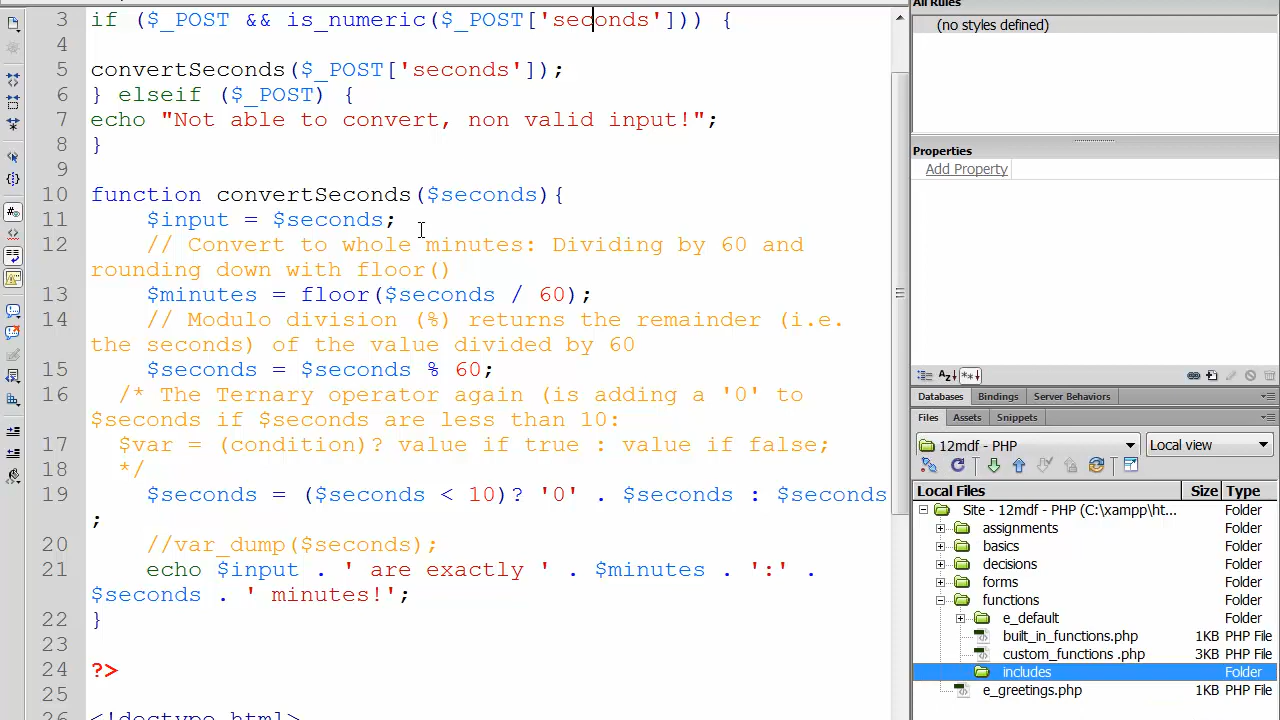 3 if ($_POST && is_numeric($_POST['seconds'])) {
4
5 convertSeconds($_POST['seconds']);
6 } elseif ($_POST) {
7 echo "Not able to convert, non valid input!";
8 }
9
10 function convertSeconds($seconds){
11 $input = $seconds;
12 // Convert to whole minutes: Dividing by 60 and
rounding down with floor()
13 $minutes = floor($seconds / 60);
14 // Modulo division (%) returns the remainder (i.e.
the seconds) of the value divided by 60
15 $seconds = $seconds % 60;
16 /* The Ternary operator again (is adding a '0' to
$seconds if $seconds are less than 10:
17 $var = (condition)? value if true : value if false;
18 */
19 $seconds = ($seconds < 10)? '0' . $seconds : $seconds
;
20 //var_dump($seconds);
21 echo $input . ' are exactly ' . $minutes . ':' .
$seconds . ' minutes!';
22 }
23
24 ?>
25
26 <!doctype html>
All Rules
(no styles defined)
Properties
Add Property
Databases Bindings Server Behaviors
Files Assets Snippets
12mdf - PHP Local view
Local Files Size Type
Site - 12mdf - PHP (C:\xampp\ht... Folder
assignments Folder
basics Folder
decisions Folder
forms Folder
functions Folder
e_default Folder
built_in_functions.php 1KB PHP File
custom_functions .php 3KB PHP File
includes Folder
e_greetings.php 1KB PHP File